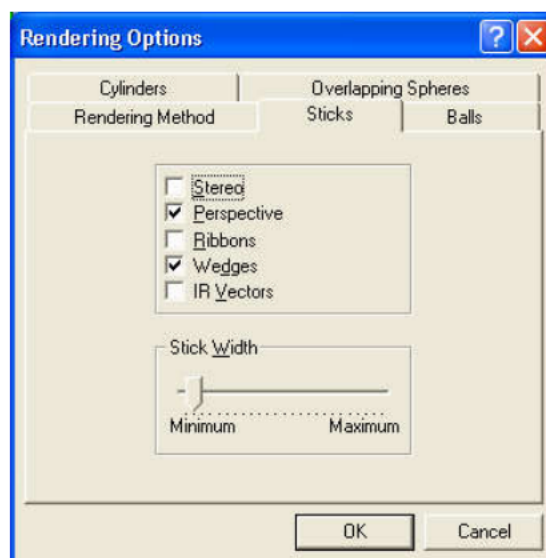 Rendering Options
Cylinders Overlapping Spheres
Rendering Method Sticks Balls
Stereo
Perspective
Ribbons
Wedges
IR Vectors
Stick Width
Minimum Maximum
OK Cancel